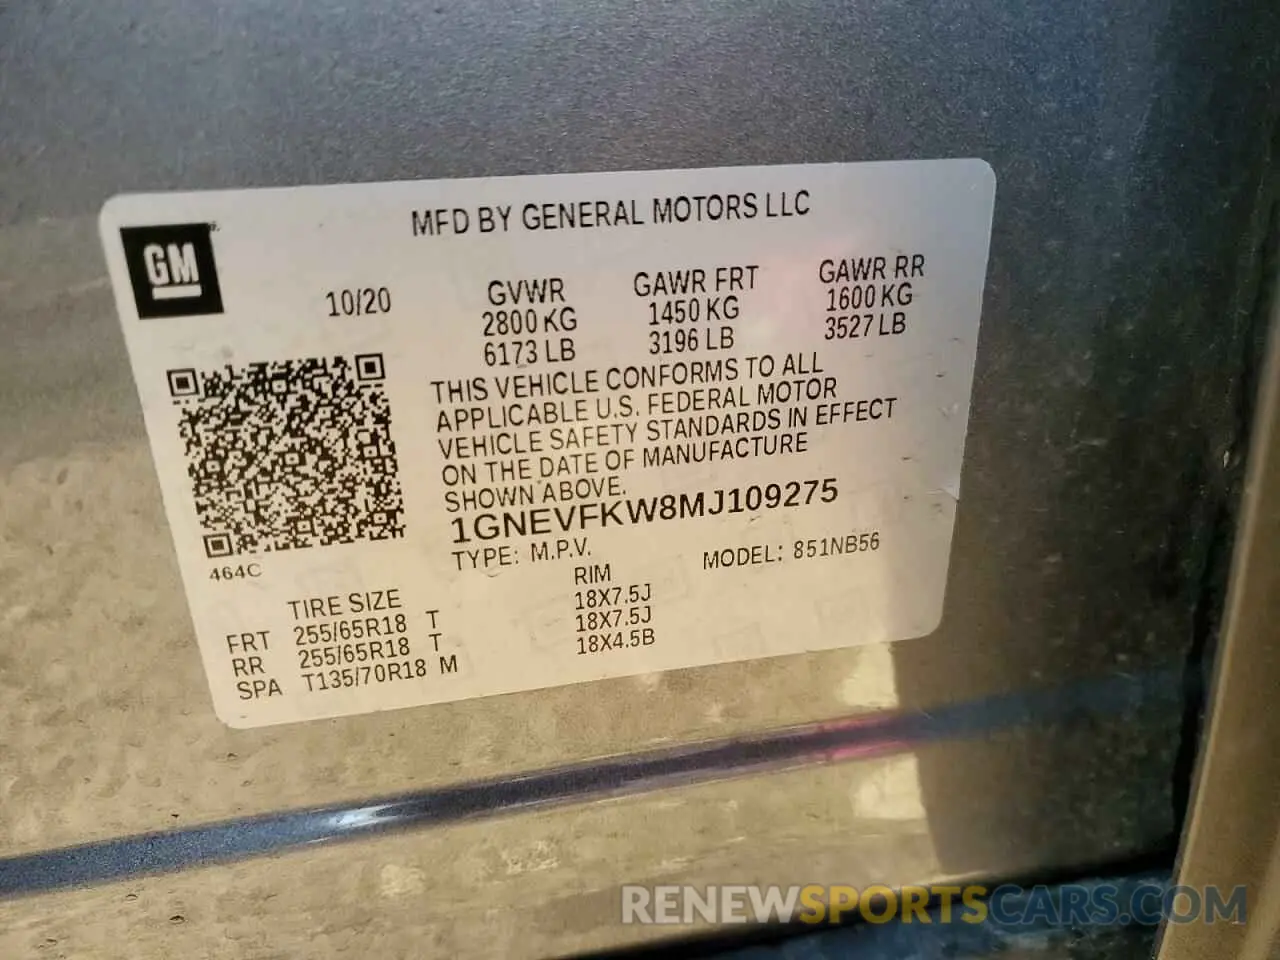 MFD BY GENERAL MOTORS LLC
GM
10/20
GVWR GAWR FRT GAWR RR
2800 KG 1450 KG 1600 KG
6173 LB 3196 LB 3527 LB
THIS VEHICLE CONFORMS TO ALL
APPLICABLE U.S. FEDERAL MOTOR
VEHICLE SAFETY STANDARDS IN EFFECT
ON THE DATE OF MANUFACTURE
SHOWN ABOVE.
1GNEVFKW8MJ109275
TYPE: M.P.V. MODEL: 851NB56
464C
TIRE SIZE RIM
FRT 255/65R18 T 18X7.5J
RR 255/65R18 T 18X7.5J
SPA T135/70R18 M 18X4.5B
RENEWSPORTSCARS.COM